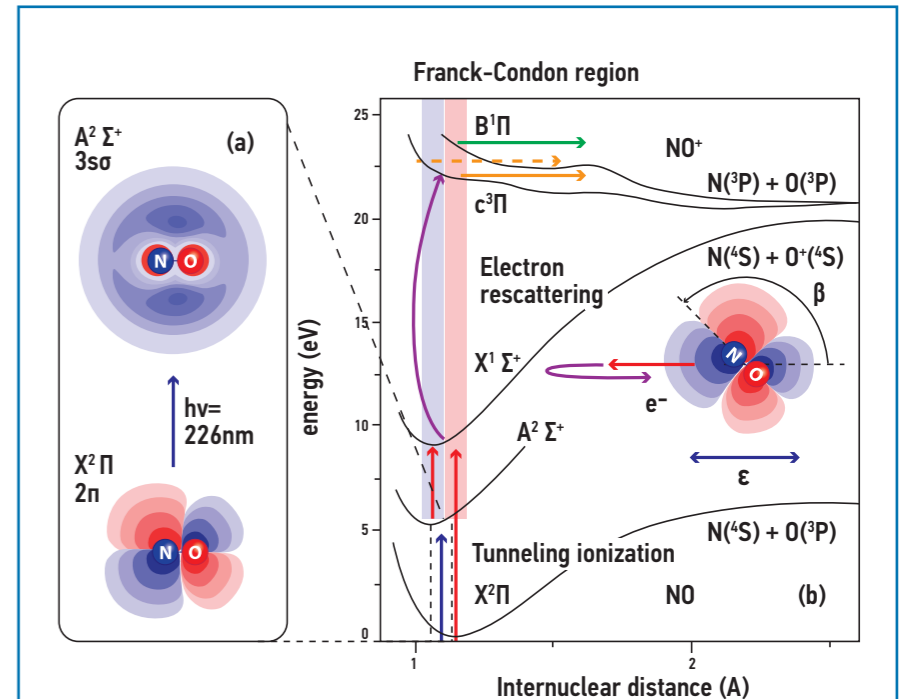 Franck-Condon region
A² Σ⁺
3sσ
(a)
N O
hν=
226nm
X² Π
2π
N O
energy (eV)
25
20
15
10
5
0
B¹Π
NO⁺
N(³P) + O(³P)
c³Π
N(⁴S) + O⁺(⁴S)
β
Electron
rescattering
N
O
X¹ Σ⁺
e⁻
A² Σ⁺
ε
N(⁴S) + O(³P)
Tunneling ionization
X²Π
NO
(b)
1
2
Internuclear distance (A)